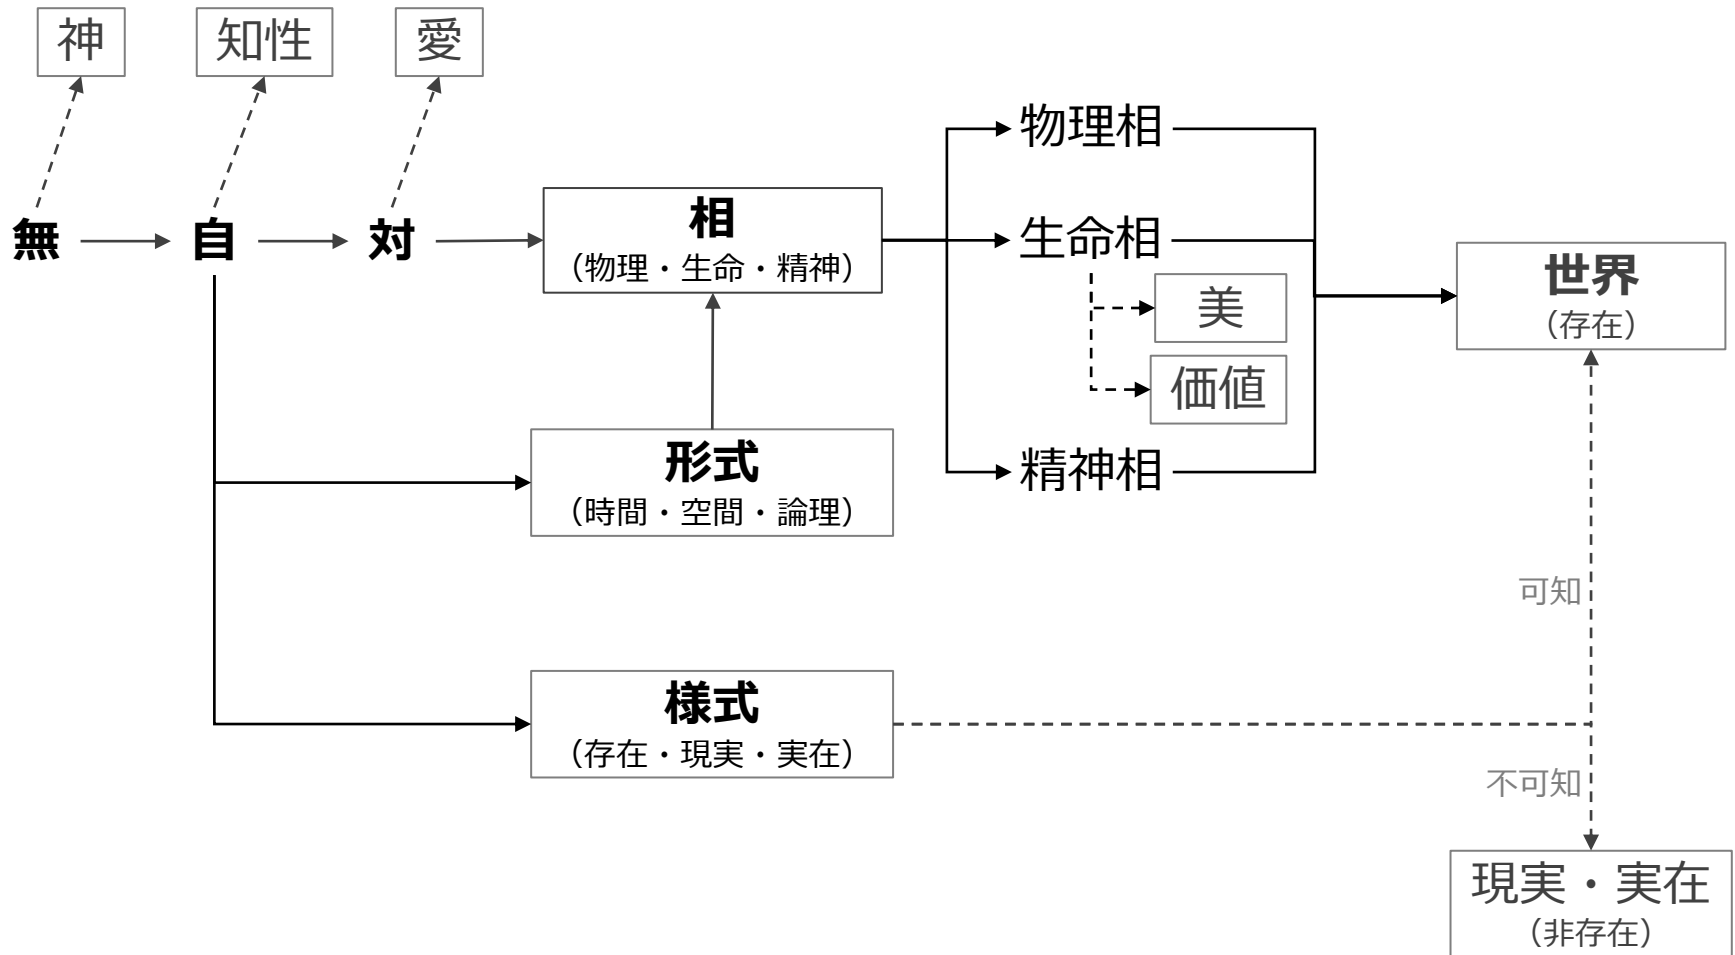 神
知性
愛
無
自
対
相
（物理・生命・精神）
物理相
生命相
美
価値
精神相
世界
（存在）
形式
（時間・空間・論理）
可知
様式
（存在・現実・実在）
不可知
現実・実在
（非存在）